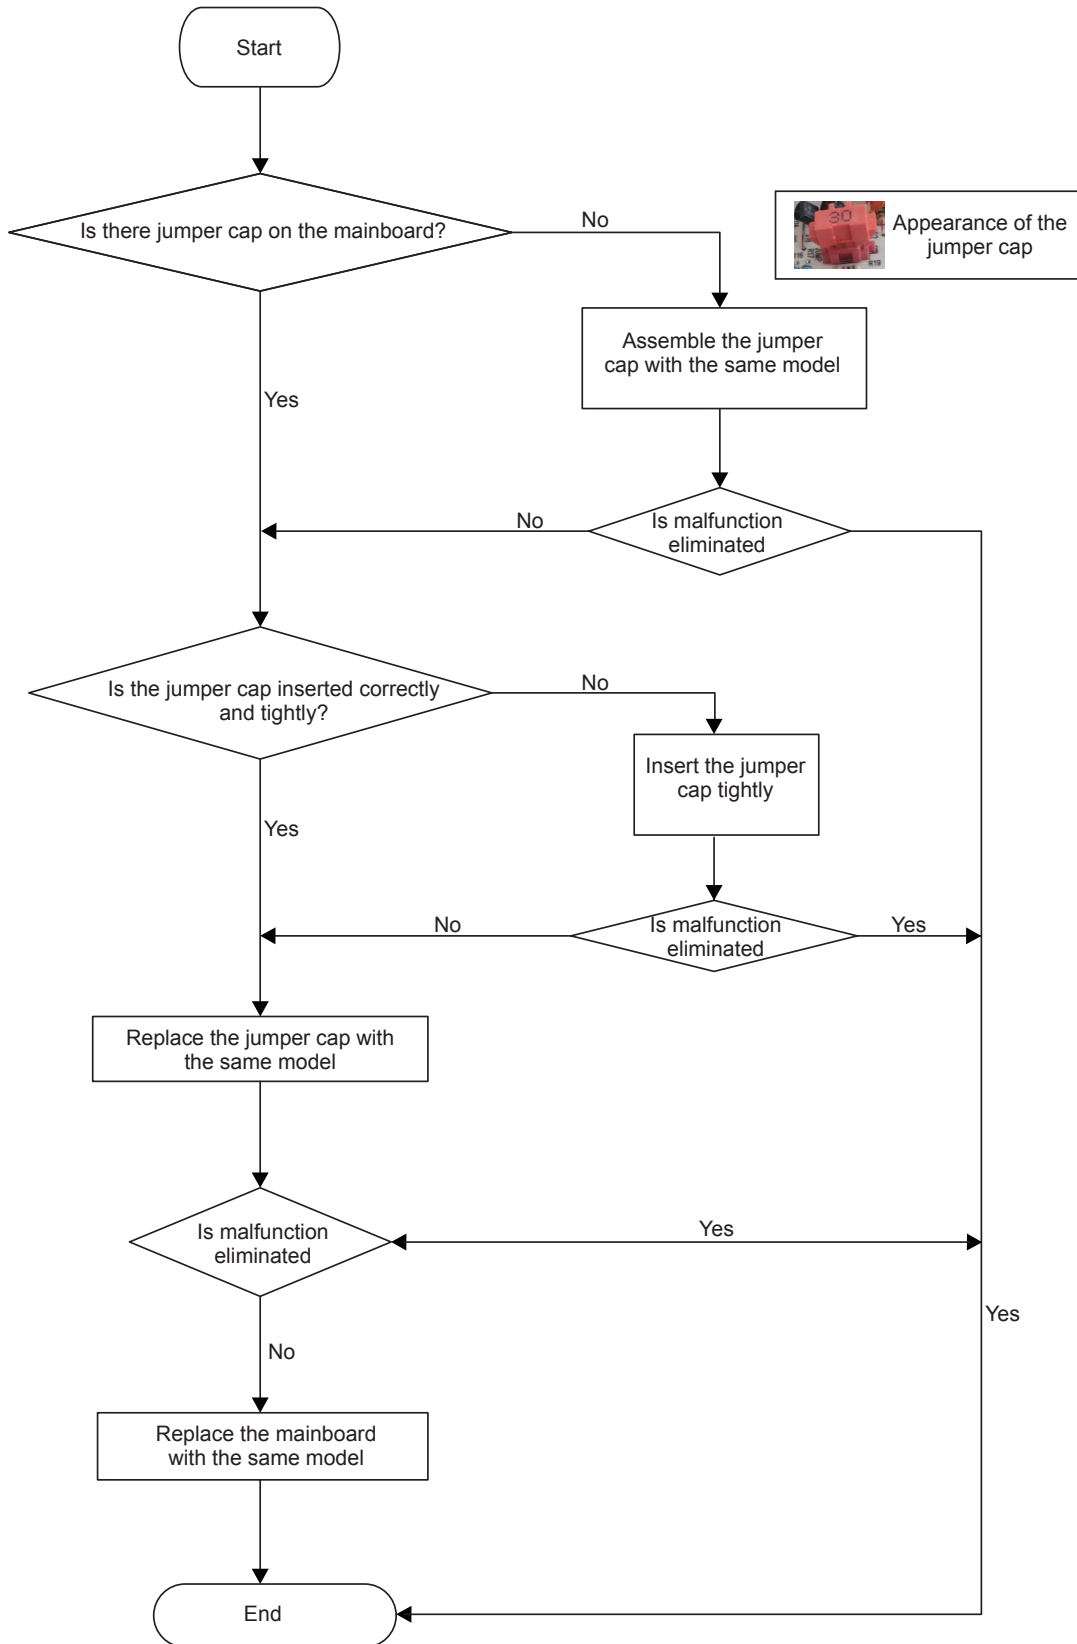 Start
Is there jumper cap on the mainboard?
No
30
R19
Appearance of the
jumper cap
Assemble the jumper
cap with the same model
Yes
No
Is malfunction
eliminated
Is the jumper cap inserted correctly
and tightly?
No
Insert the jumper
cap tightly
Yes
No
Is malfunction
eliminated
Yes
Replace the jumper cap with
the same model
Is malfunction
eliminated
Yes
Yes
No
Replace the mainboard
with the same model
End